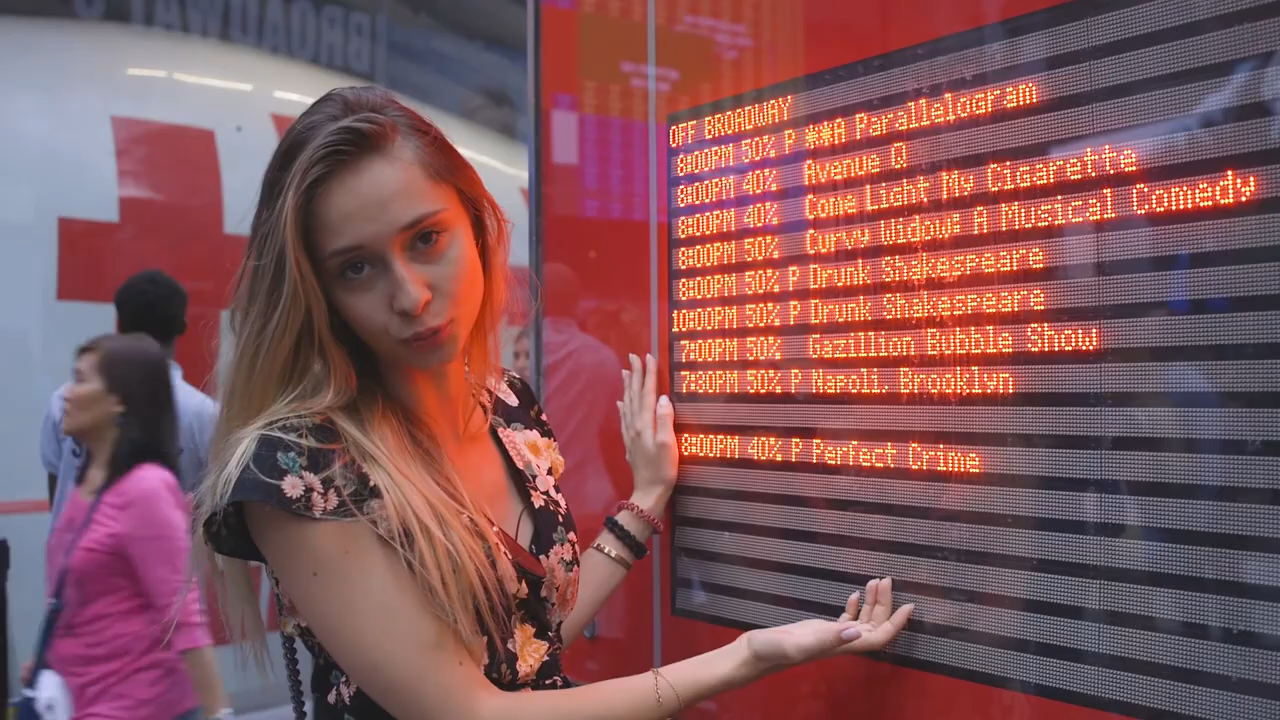 BROADWAY
OFF BROADWAY
8:00PM 50% P **A Parallelogram
8:00PM 40% Avenue Q
8:00PM 40% Come Light My Cigarette
8:00PM 50% Curvy Widow: A Musical Comedy
8:00PM 50% P Drunk Shakespeare
10:00PM 50% P Drunk Shakespeare
7:00PM 50% Gazillion Bubble Show
7:30PM 50% P Napoli, Brooklyn
8:00PM 40% P Perfect Crime